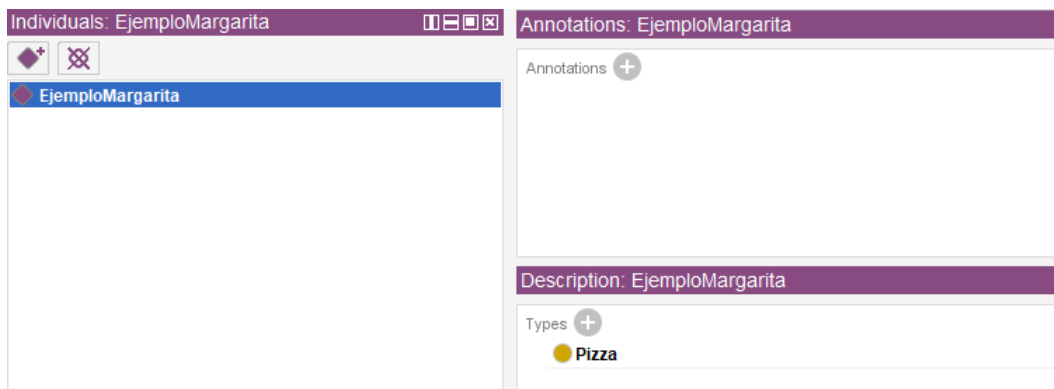 Individuals: EjemploMargarita
EjemploMargarita
Annotations: EjemploMargarita
Annotations
Description: EjemploMargarita
Types
Pizza